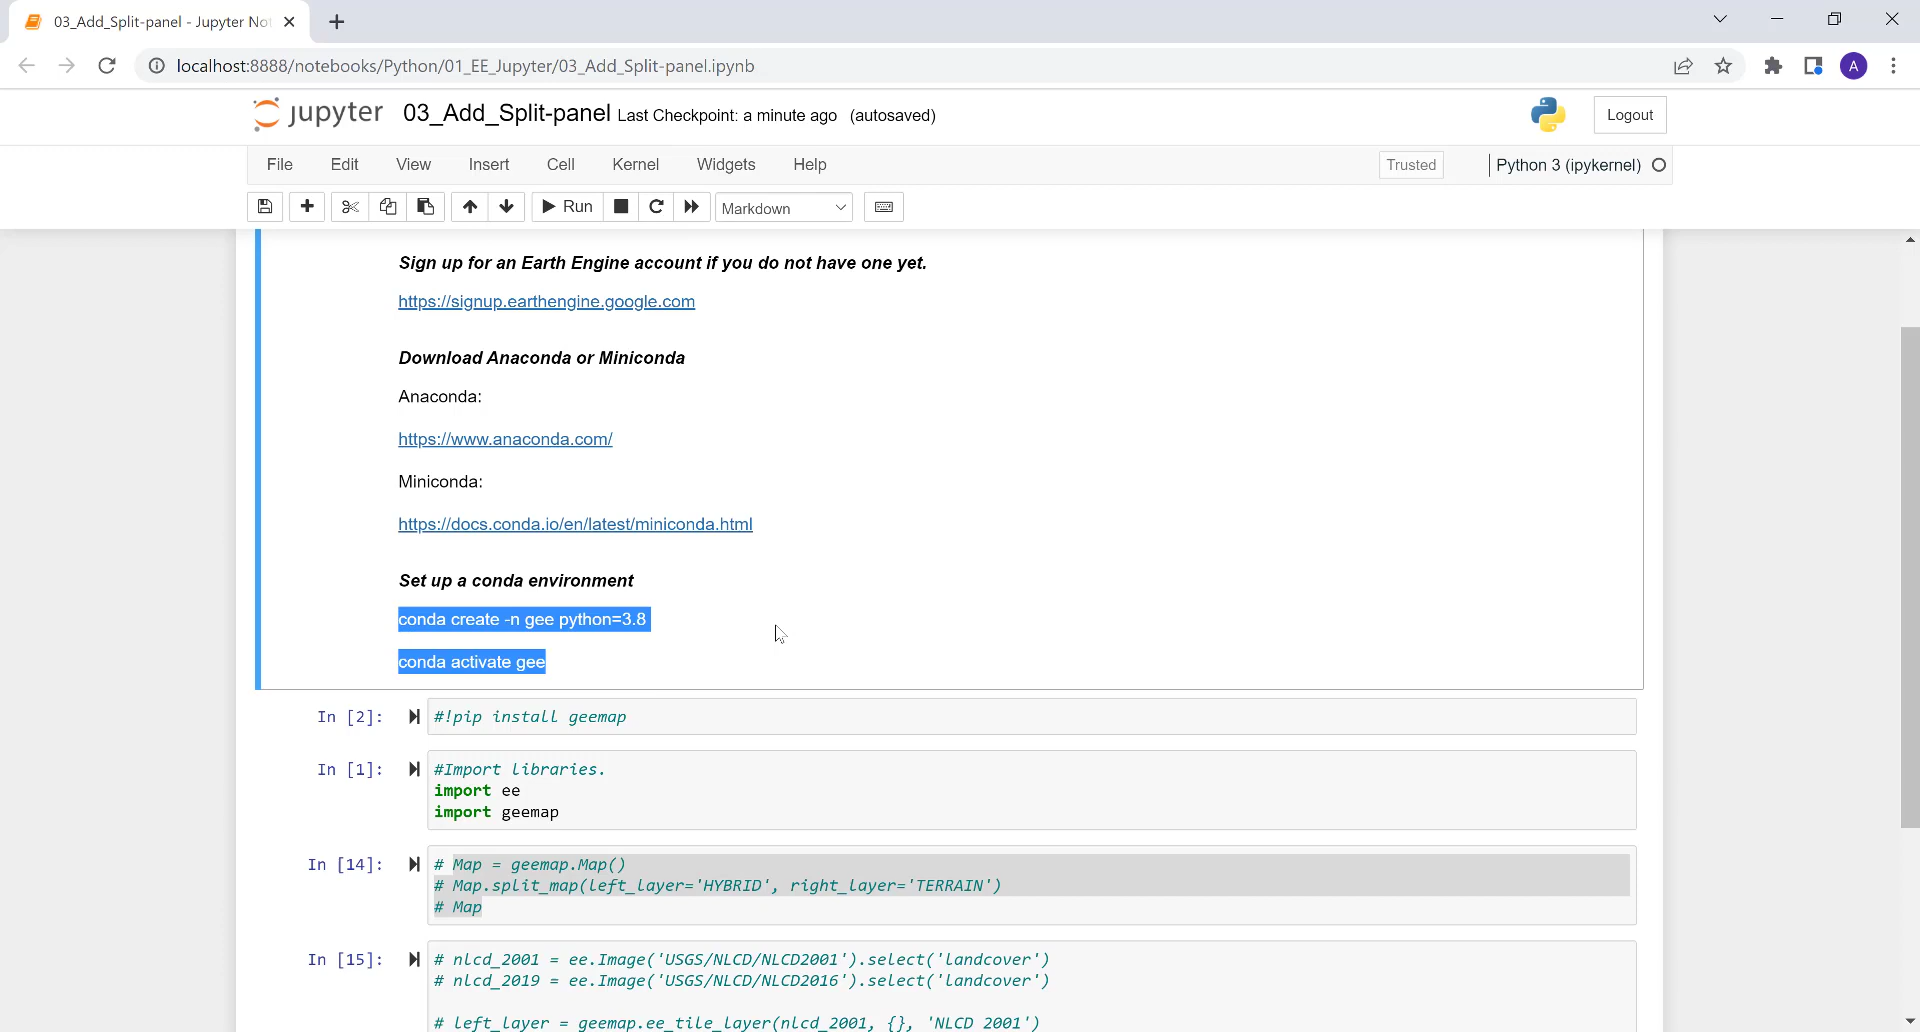 03_Add_Split-panel - Jupyter Not
localhost:8888/notebooks/Python/01_EE_Jupyter/03_Add_Split-panel.ipynb
A
jupyter 03_Add_Split-panel Last Checkpoint: a minute ago (autosaved)
Logout
File Edit View Insert Cell Kernel Widgets Help
Trusted
Python 3 (ipykernel)
Run
Markdown
Sign up for an Earth Engine account if you do not have one yet.
https://signup.earthengine.google.com
Download Anaconda or Miniconda
Anaconda:
https://www.anaconda.com/
Miniconda:
https://docs.conda.io/en/latest/miniconda.html
Set up a conda environment
conda create -n gee python=3.8
conda activate gee
In [2]: #!pip install geemap
In [1]: #Import libraries.
import ee
import geemap
In [14]: # Map = geemap.Map()
# Map.split_map(left_layer='HYBRID', right_layer='TERRAIN')
# Map
In [15]: # nlcd_2001 = ee.Image('USGS/NLCD/NLCD2001').select('landcover')
# nlcd_2019 = ee.Image('USGS/NLCD/NLCD2016').select('landcover')
# left_layer = geemap.ee_tile_layer(nlcd_2001, {}, 'NLCD 2001')